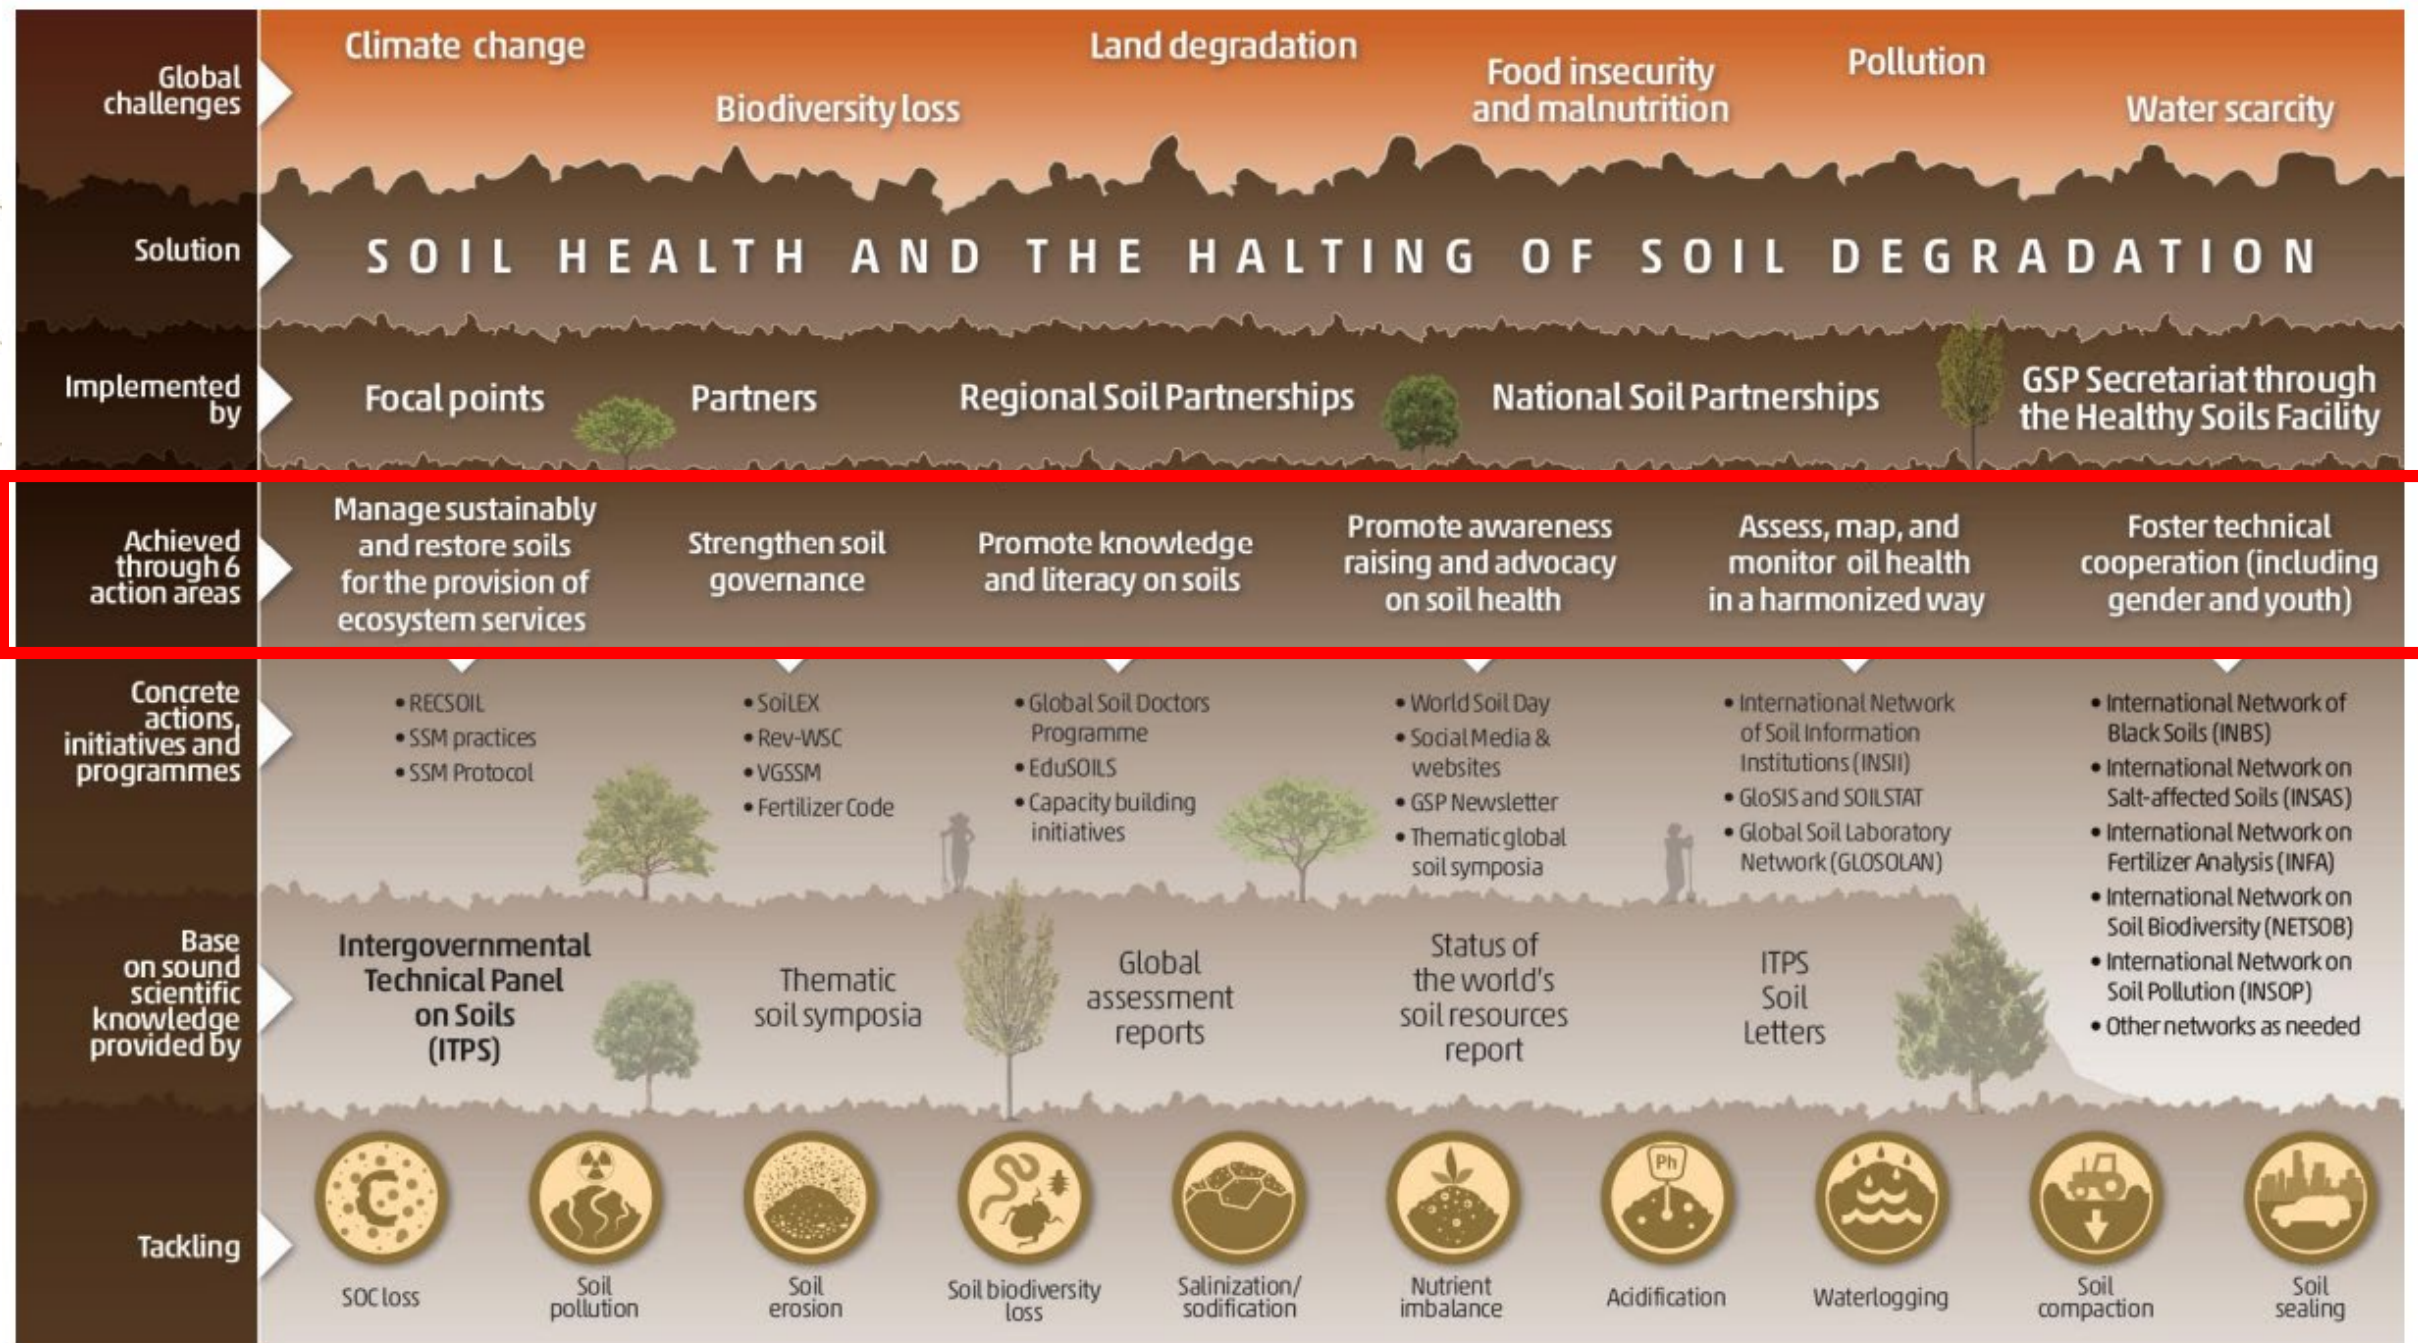 Global
challenges
Climate change
Biodiversity loss
Land degradation
Food insecurity
and malnutrition
Pollution
Water scarcity
Solution
SOIL HEALTH AND THE HALTING OF SOIL DEGRADATION
Implemented
by
Focal points
Partners
Regional Soil Partnerships
National Soil Partnerships
GSP Secretariat through
the Healthy Soils Facility
Achieved
through 6
action areas
Manage sustainably
and restore soils
for the provision of
ecosystem services
Strengthen soil
governance
Promote knowledge
and literacy on soils
Promote awareness
raising and advocacy
on soil health
Assess, map, and
monitor oil health
in a harmonized way
Foster technical
cooperation (including
gender and youth)
Concrete
actions,
initiatives and
programmes
• RECSOIL
• SSM practices
• SSM Protocol
• SoiLEX
• Rev-WSC
• VGSSM
• Fertilizer Code
• Global Soil Doctors
Programme
• EduSOILS
• Capacity building
initiatives
• World Soil Day
• Social Media &
websites
• GSP Newsletter
• Thematic global
soil symposia
• International Network
of Soil Information
Institutions (INSII)
• GloSIS and SOILSTAT
• Global Soil Laboratory
Network (GLOSOLAN)
• International Network of
Black Soils (INBS)
• International Network on
Salt-affected Soils (INSAS)
• International Network on
Fertilizer Analysis (INFA)
• International Network on
Soil Biodiversity (NETSOB)
• International Network on
Soil Pollution (INSOP)
• Other networks as needed
Base
on sound
scientific
knowledge
provided by
Intergovernmental
Technical Panel
on Soils
(ITPS)
Thematic
soil symposia
Global
assessment
reports
Status of
the world's
soil resources
report
ITPS
Soil
Letters
Tackling
C
SOC loss
Soil
pollution
Soil
erosion
Soil biodiversity
loss
Salinization/
sodification
Nutrient
imbalance
Ph
Acidification
Waterlogging
Soil
compaction
Soil
sealing